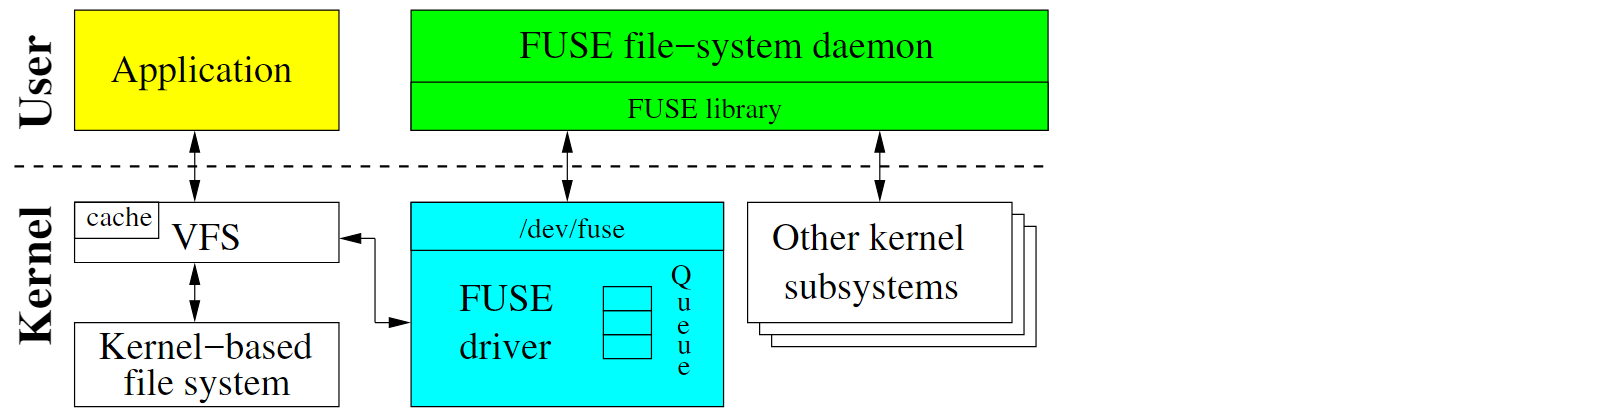 User
Application
FUSE file−system daemon
FUSE library
Kernel
cache
VFS
Kernel−based
file system
/dev/fuse
FUSE
driver
Queue
Other kernel
subsystems